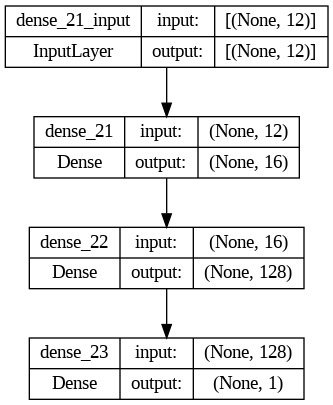 dense_21_input input: [(None, 12)]
InputLayer output: [(None, 12)]
dense_21 input: (None, 12)
Dense output: (None, 16)
dense_22 input: (None, 16)
Dense output: (None, 128)
dense_23 input: (None, 128)
Dense output: (None, 1)